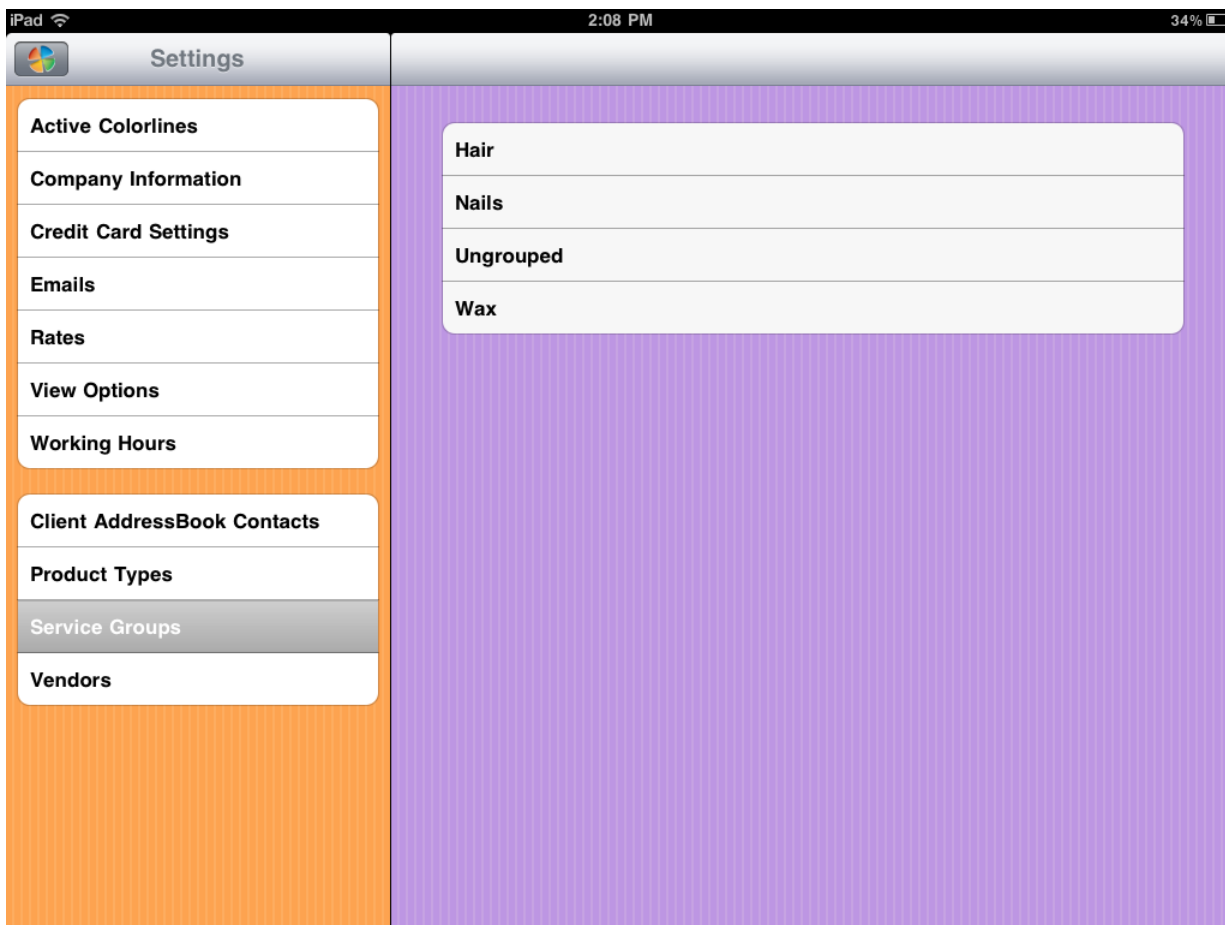 iPad 2:08 PM 34%
Settings
Active Colorlines
Company Information
Credit Card Settings
Emails
Rates
View Options
Working Hours
Client AddressBook Contacts
Product Types
Service Groups
Vendors
Hair
Nails
Ungrouped
Wax